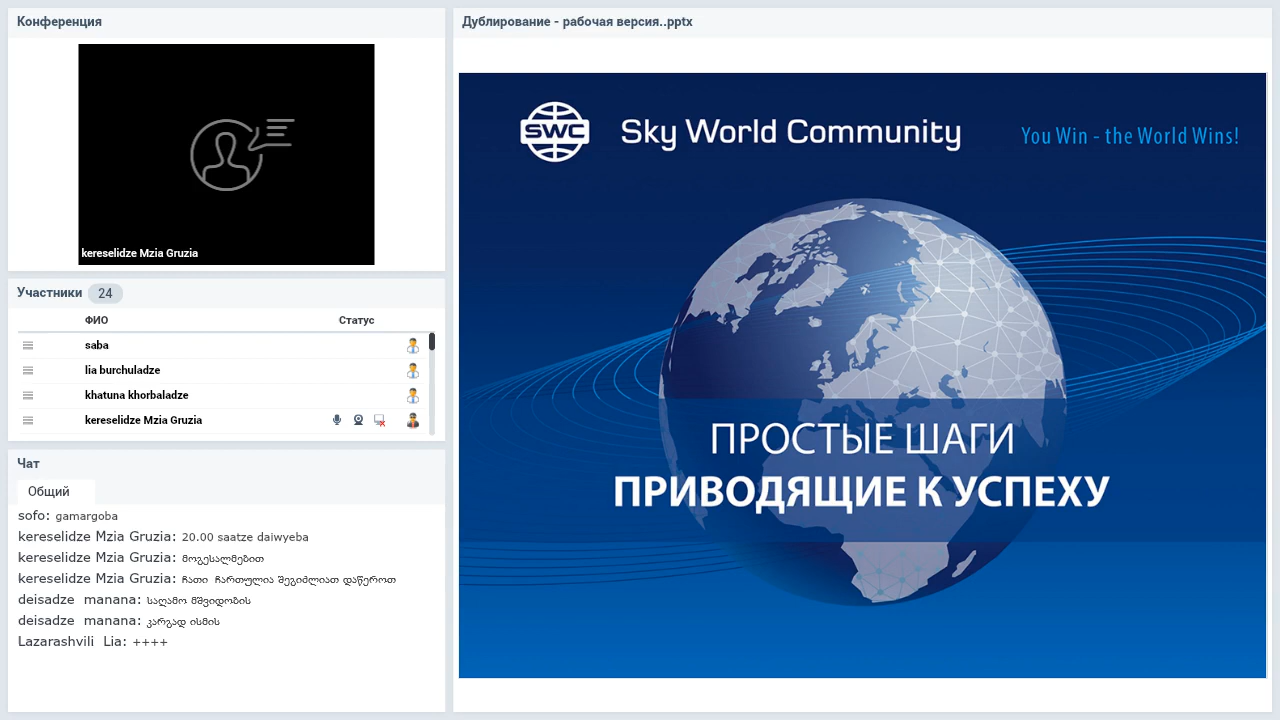 Конференция
kereselidze Mzia Gruzia
Участники 24
ФИО Статус
saba
lia burchuladze
khatuna khorbaladze
kereselidze Mzia Gruzia
Чат
Общий
sofo: gamargoba
kereselidze Mzia Gruzia: 20.00 saatze daiwyeba
kereselidze Mzia Gruzia: მოგესალმებით
kereselidze Mzia Gruzia: ჩათი ჩართულია შეგიძლიათ დაწეროთ
deisadze manana: საღამო მშვიდობის
deisadze manana: კარგად ისმის
Lazarashvili Lia: ++++
Дублирование - рабочая версия..pptx
SWC Sky World Community
You Win - the World Wins!
ПРОСТЫЕ ШАГИ
ПРИВОДЯЩИЕ К УСПЕХУ